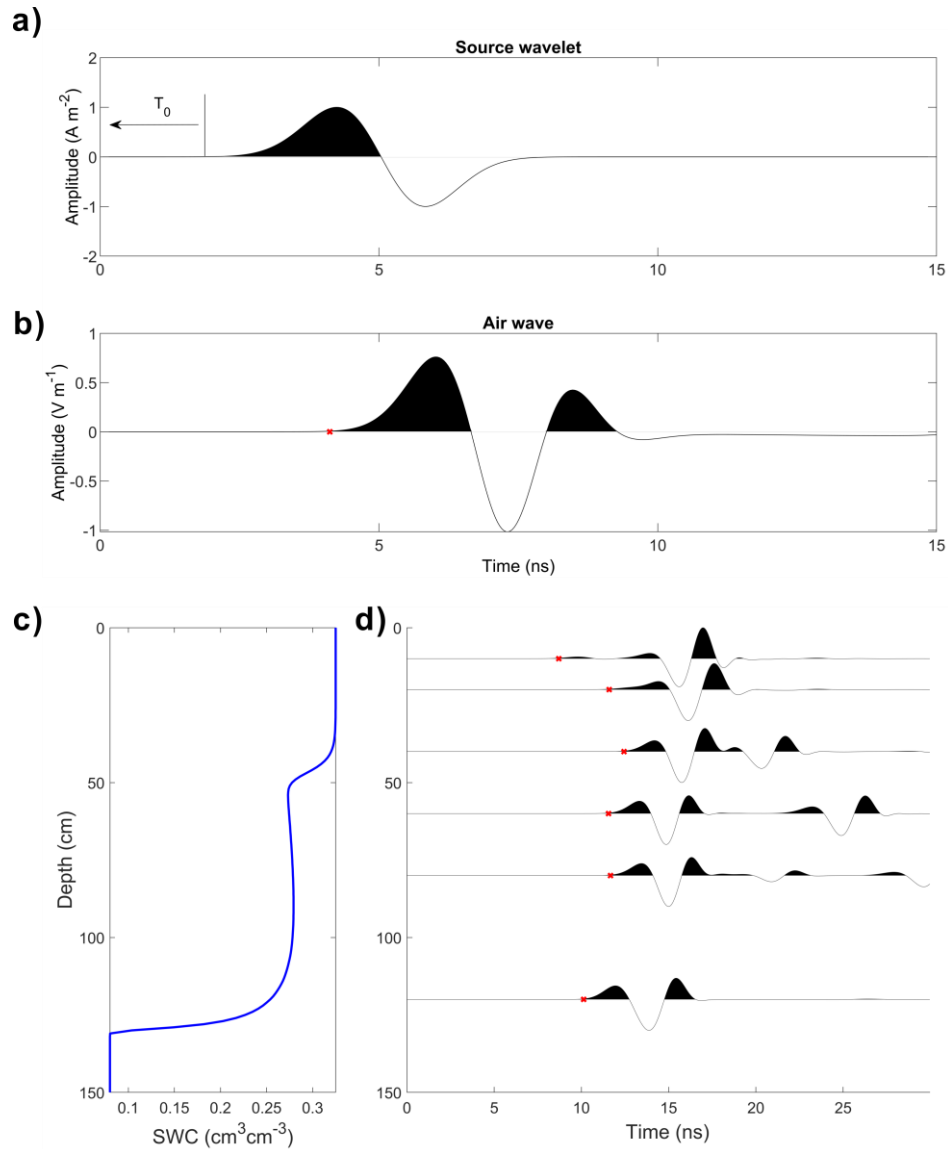 a)
Source wavelet
2
1
0
-1
-2
Amplitude (A m⁻²)
T₀
0 5 10 15
b)
Air wave
1
0.5
0
-0.5
-1
Amplitude (V m⁻¹)
0 5 10 15
Time (ns)
c)
0
50
100
150
Depth (cm)
0.1 0.15 0.2 0.25 0.3
SWC (cm³cm⁻³)
d)
0
50
100
150
0 5 10 15 20 25
Time (ns)